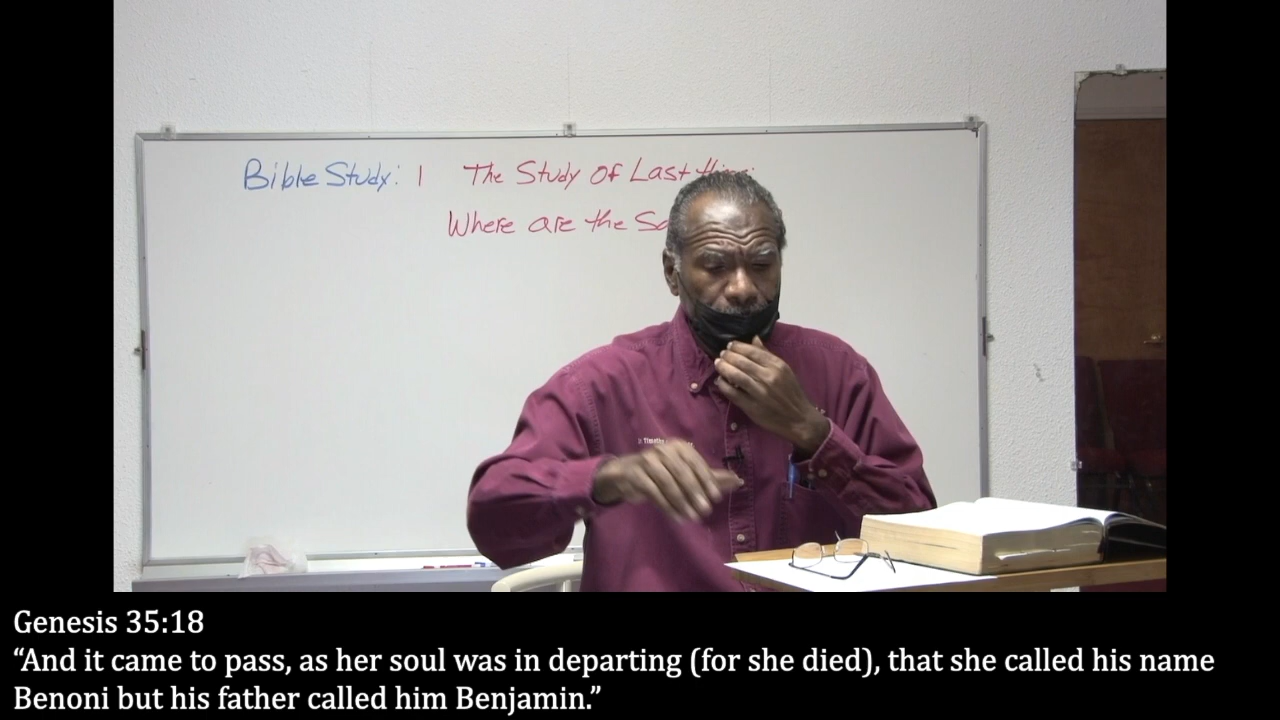 Bible Study: 1 The Study Of Last
Where are the
Timothy
Genesis 35:18
“And it came to pass, as her soul was in departing (for she died), that she called his name
Benoni but his father called him Benjamin.”